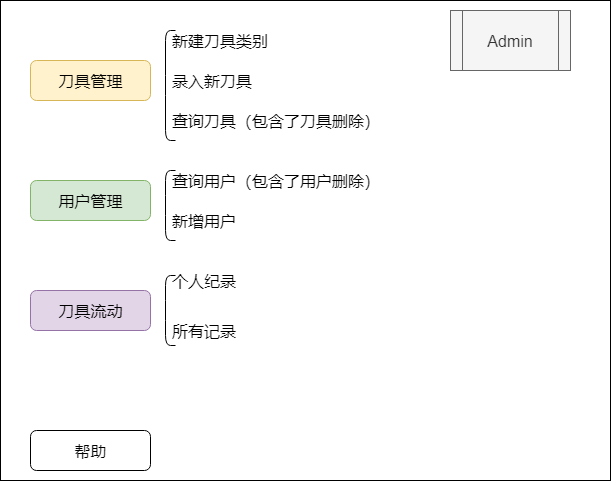 Admin
刀具管理
新建刀具类别
录入新刀具
查询刀具（包含了刀具删除）
用户管理
查询用户（包含了用户删除）
新增用户
刀具流动
个人纪录
所有记录
帮助